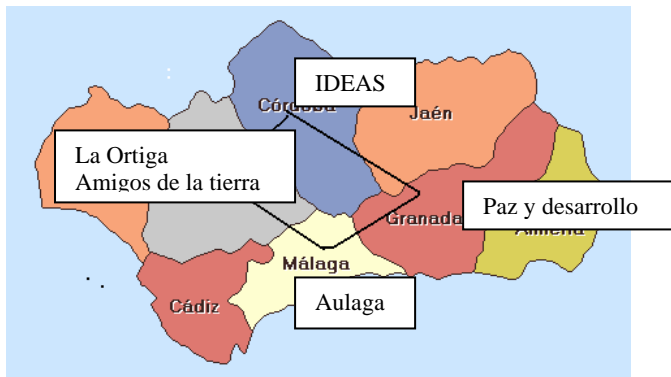 IDEAS
Córdoba
Jaén
La Ortiga
Amigos de la tierra
Paz y desarrollo
Granada
Almería
Málaga
Cádiz
Aulaga